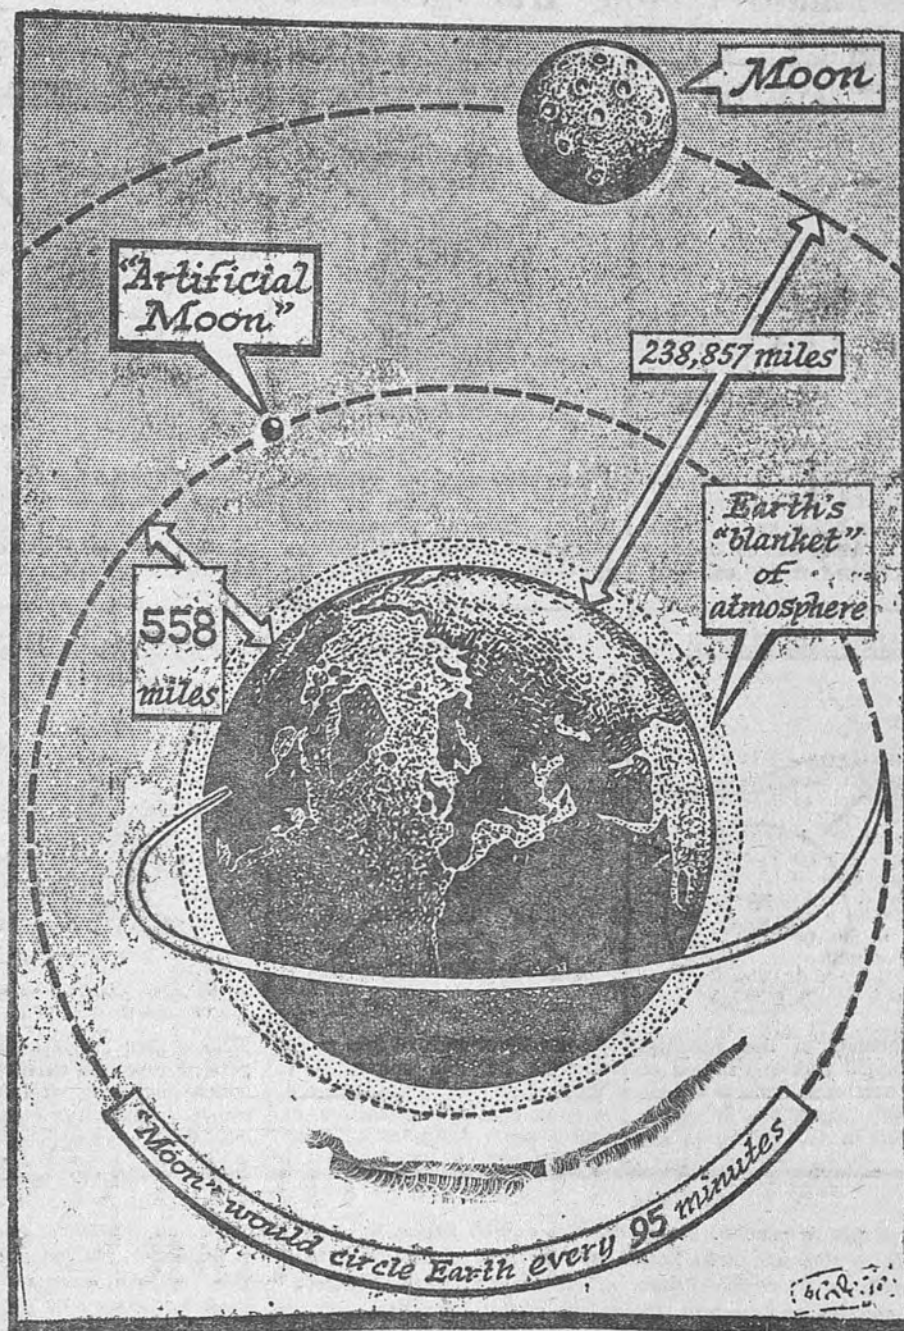 Moon
"Artificial
Moon"
238,857 miles
Earth's
"blanket"
of
atmosphere
558
miles
"Moon" would circle Earth every 95 minutes